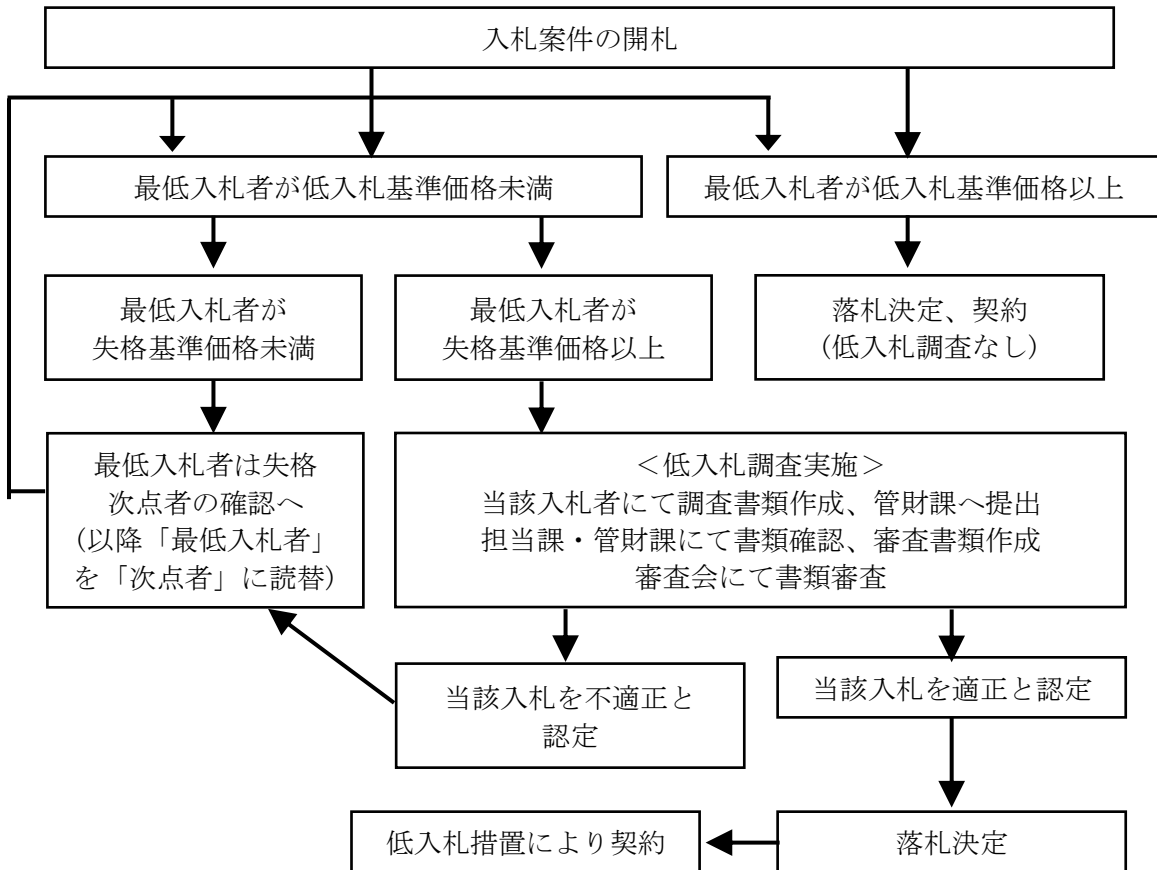 入札案件の開札
最低入札者が低入札基準価格未満
最低入札者が低入札基準価格以上
最低入札者が
失格基準価格未満
最低入札者が
失格基準価格以上
落札決定、契約
(低入札調査なし)
最低入札者は失格
次点者の確認へ
(以降「最低入札者」
を「次点者」に読替)
＜低入札調査実施＞
当該入札者にて調査書類作成、管財課へ提出
担当課・管財課にて書類確認、審査書類作成
審査会にて書類審査
当該入札を不適正と
認定
当該入札を適正と認定
低入札措置により契約
落札決定